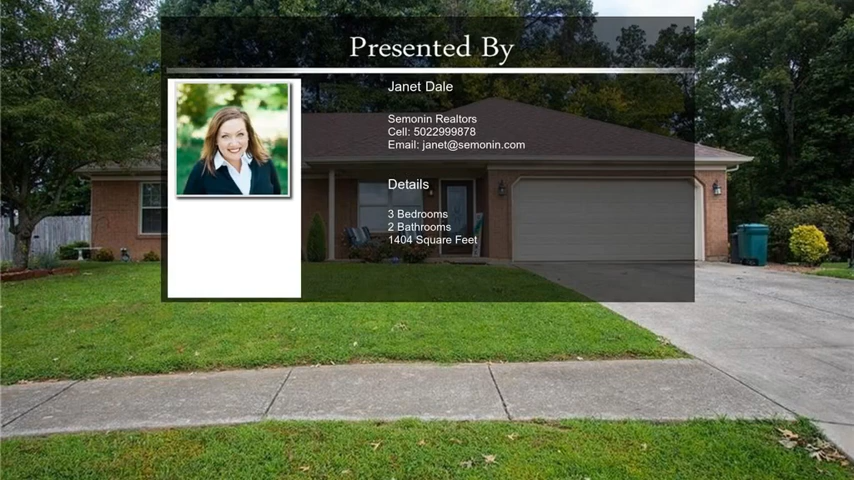 Presented By
Janet Dale
Semonin Realtors
Cell: 5022999878
Email: janet@semonin.com
Details
3 Bedrooms
2 Bathrooms
1404 Square Feet